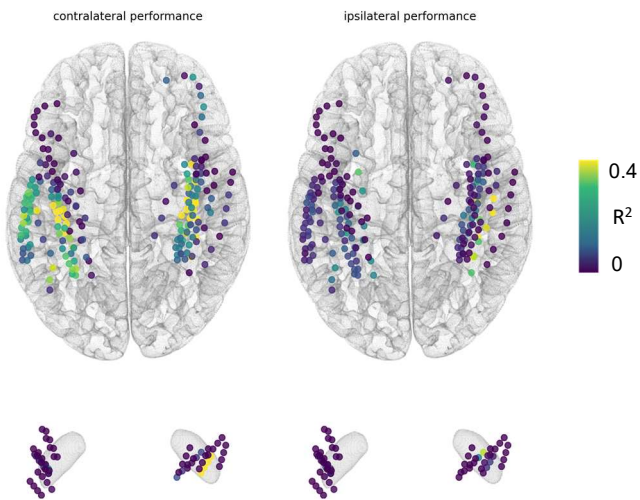 contralateral performance
ipsilateral performance
0.4
R²
0